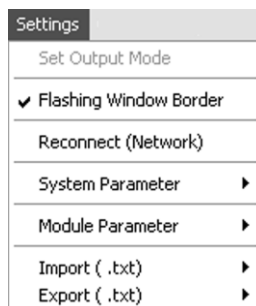 Settings
Set Output Mode
Flashing Window Border
Reconnect (Network)
System Parameter
Module Parameter
Import ( .txt)
Export ( .txt)